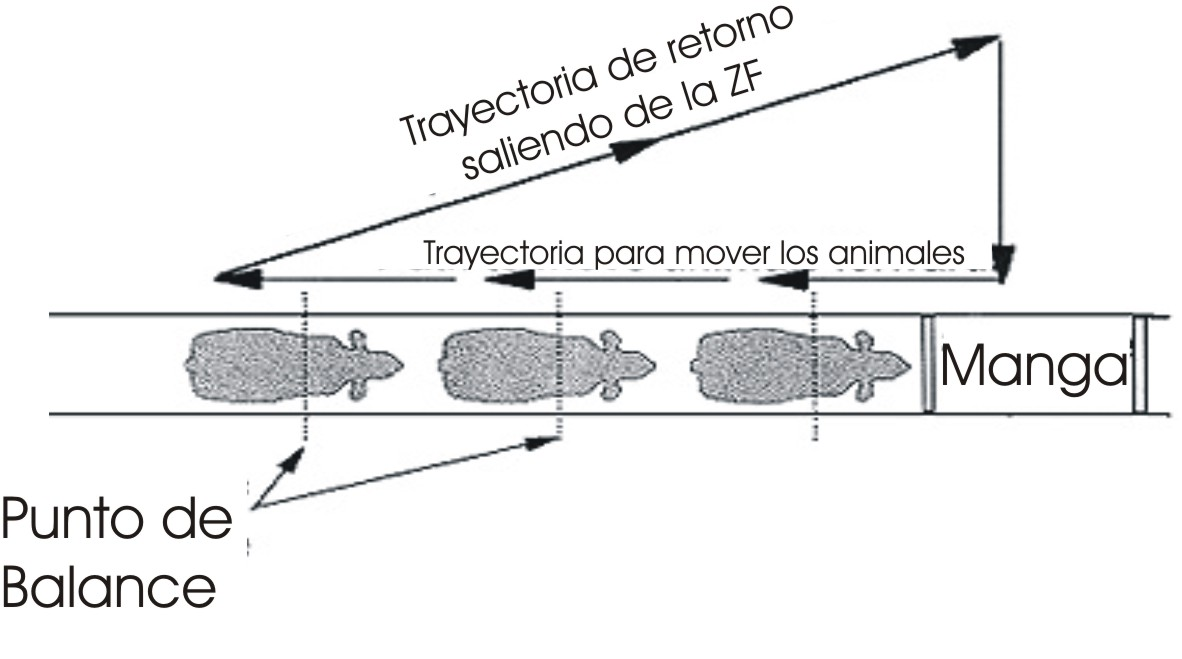 Trayectoria de retorno
saliendo de la ZF
Trayectoria para mover los animales
Manga
Punto de
Balance